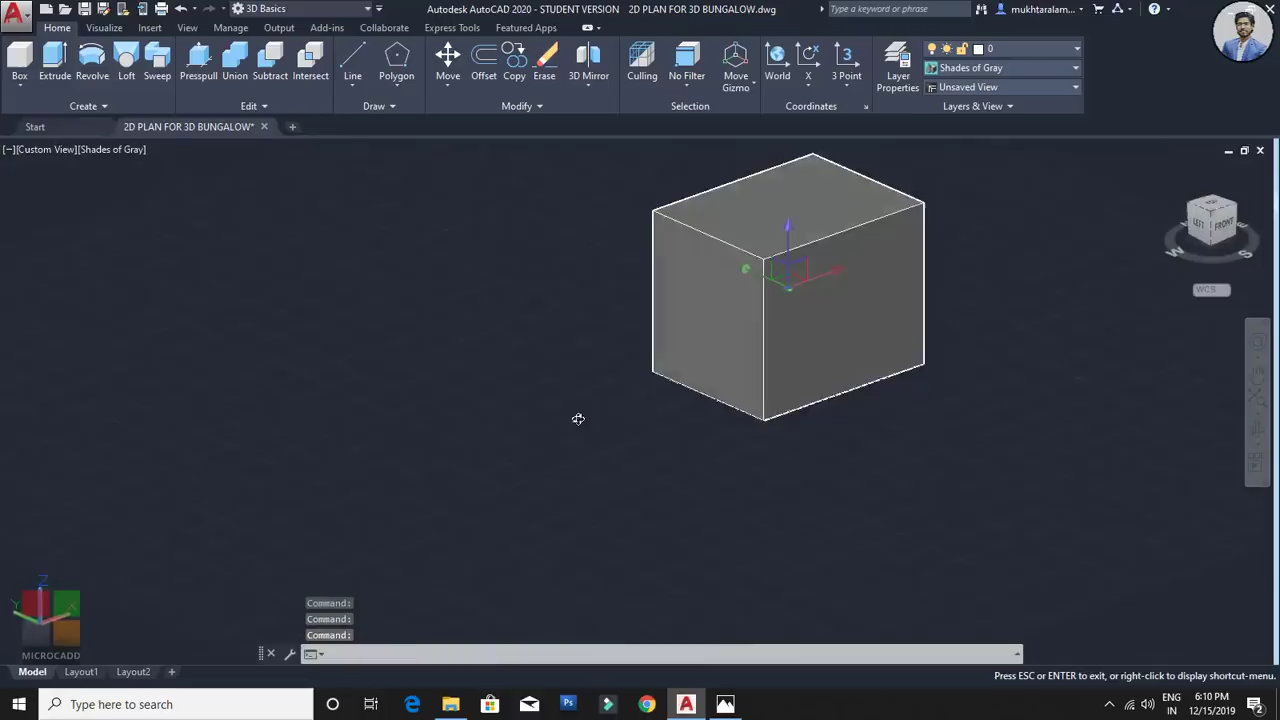 3D Basics
Autodesk AutoCAD 2020 - STUDENT VERSION 2D PLAN FOR 3D BUNGALOW.dwg
Type a keyword or phrase
mukhtaralam...
Home Visualize Insert View Manage Output Add-ins Collaborate Express Tools Featured Apps
Box Extrude Revolve Loft Sweep Presspull Union Subtract Intersect Line Polygon Move Offset Copy Erase 3D Mirror Culling No Filter Move Gizmo World X 3 Point Layer Properties
0
Shades of Gray
Unsaved View
Create Edit Draw Modify Selection Coordinates Layers & View
Start 2D PLAN FOR 3D BUNGALOW*
[−][Custom View][Shades of Gray]
LEFT FRONT
W S
WCS
Z
Y X
MICROCADD
Command:
Command:
Command:
Model Layout1 Layout2
Press ESC or ENTER to exit, or right-click to display shortcut-menu.
Type here to search
ENG
IN
6:10 PM
12/15/2019
2